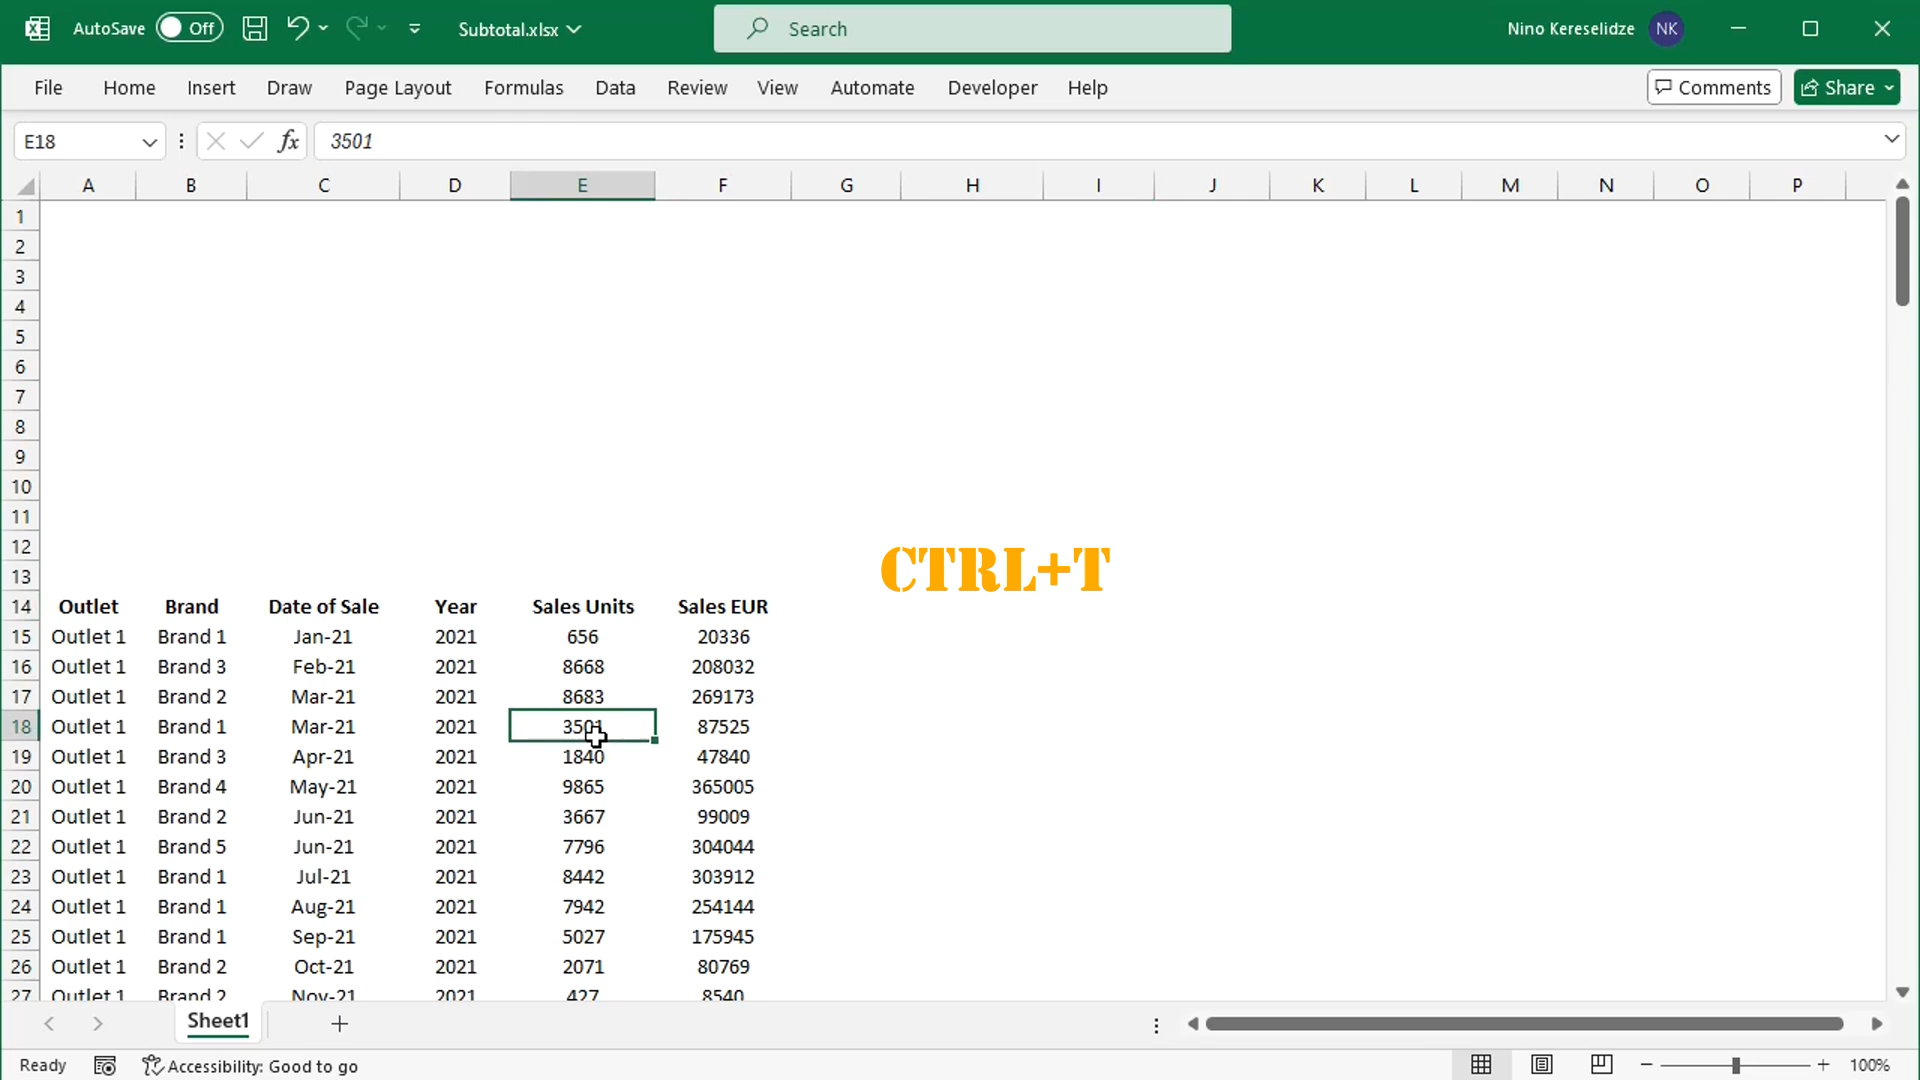 AutoSave Off Subtotal.xlsx Search Nino Kereselidze NK
File Home Insert Draw Page Layout Formulas Data Review View Automate Developer Help Comments Share
E18 fx 3501
A B C D E F G H I J K L M N O P
1
2
3
4
5
6
7
8
9
10
11
12
CTRL+T
13
14 Outlet Brand Date of Sale Year Sales Units Sales EUR
15 Outlet 1 Brand 1 Jan-21 2021 656 20336
16 Outlet 1 Brand 3 Feb-21 2021 8668 208032
17 Outlet 1 Brand 2 Mar-21 2021 8683 269173
18 Outlet 1 Brand 1 Mar-21 2021 3501 87525
19 Outlet 1 Brand 3 Apr-21 2021 1840 47840
20 Outlet 1 Brand 4 May-21 2021 9865 365005
21 Outlet 1 Brand 2 Jun-21 2021 3667 99009
22 Outlet 1 Brand 5 Jun-21 2021 7796 304044
23 Outlet 1 Brand 1 Jul-21 2021 8442 303912
24 Outlet 1 Brand 1 Aug-21 2021 7942 254144
25 Outlet 1 Brand 1 Sep-21 2021 5027 175945
26 Outlet 1 Brand 2 Oct-21 2021 2071 80769
27 Outlet 1 Brand 2 Nov-21 2021 427 8540
Sheet1
Ready Accessibility: Good to go 100%